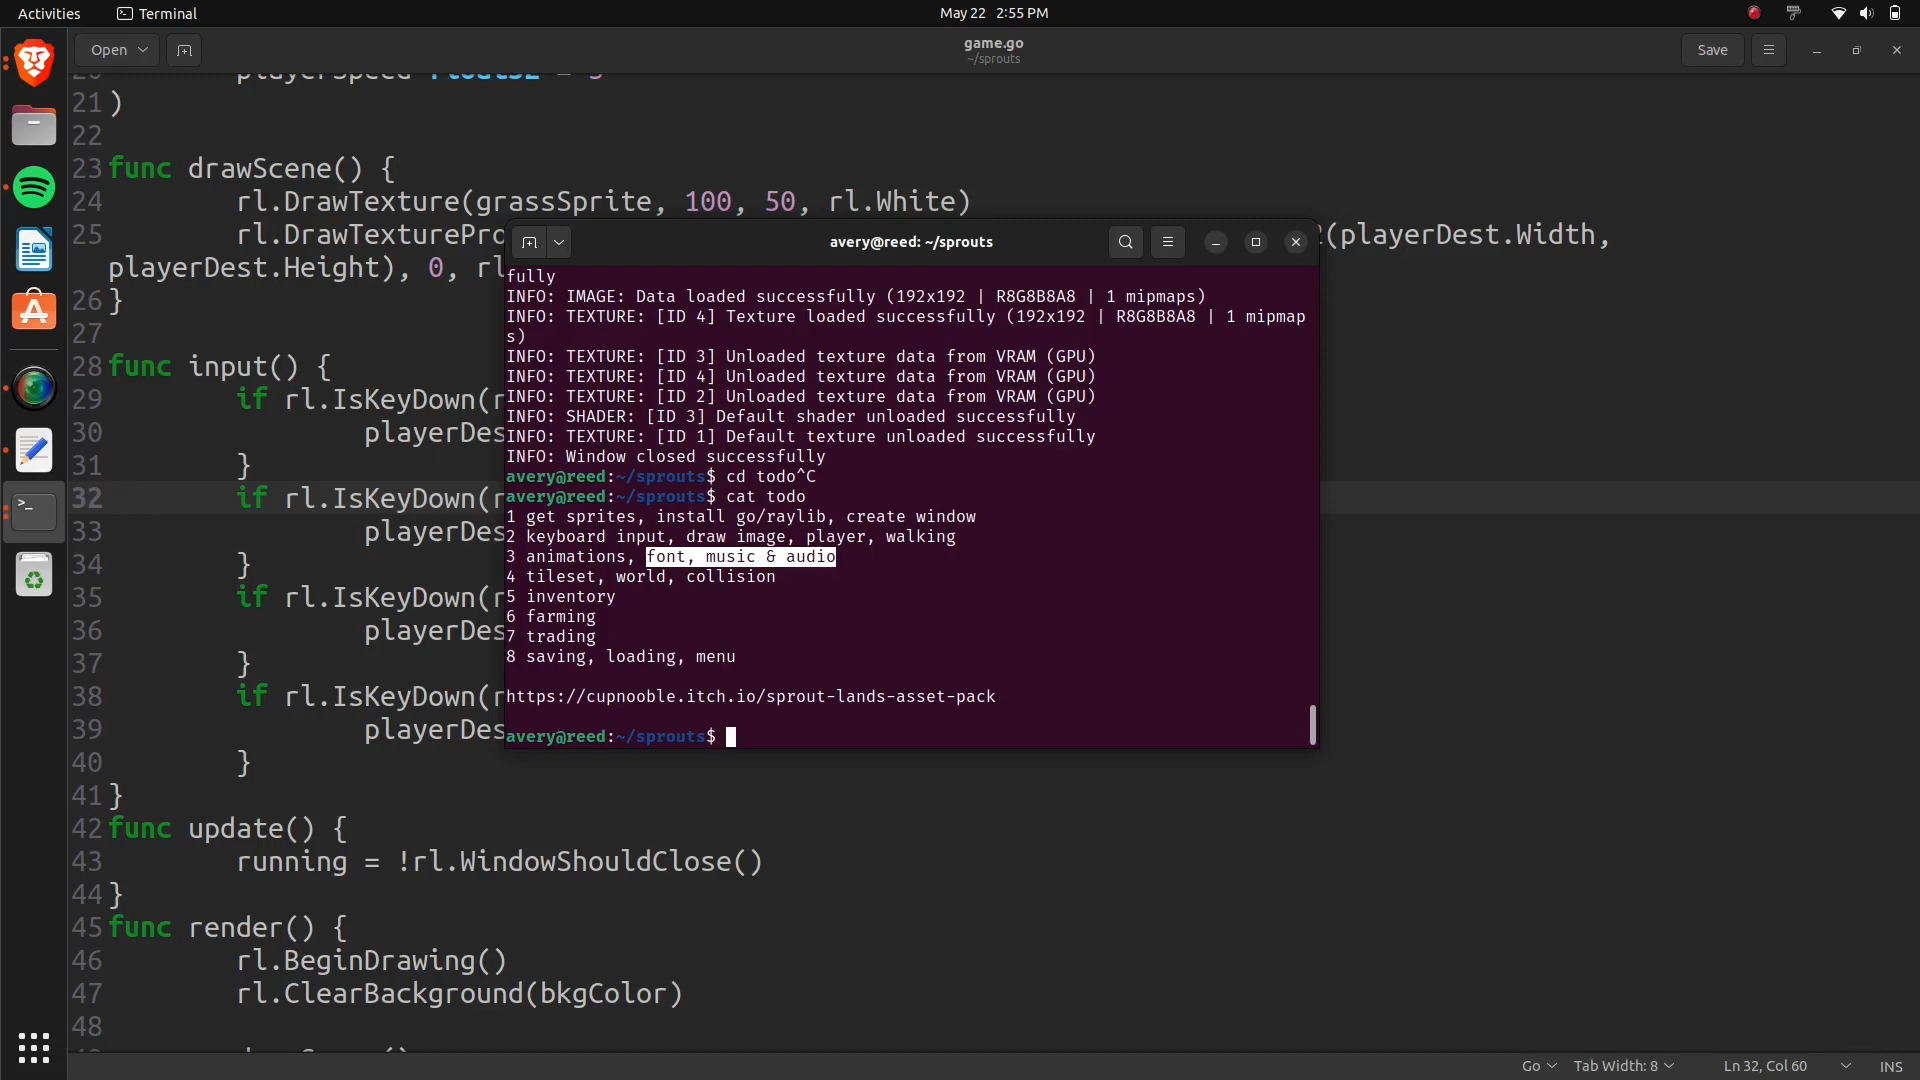 Activities Terminal May 22 2:55 PM
Open game.go Save
~/sprouts
21 )
22
23 func drawScene() {
24 rl.DrawTexture(grassSprite, 100, 50, rl.White)
25 rl.DrawTexturePro (playerDest.Width,
playerDest.Height), 0, rl
26 }
27
28 func input() {
29 if rl.IsKeyDown(r
30 playerDes
31 }
32 if rl.IsKeyDown(r
33 playerDes
34 }
35 if rl.IsKeyDown(r
36 playerDes
37 }
38 if rl.IsKeyDown(r
39 playerDes
40 }
41 }
42 func update() {
43 running = !rl.WindowShouldClose()
44 }
45 func render() {
46 rl.BeginDrawing()
47 rl.ClearBackground(bkgColor)
48
Go Tab Width: 8 Ln 32, Col 60 INS
avery@reed: ~/sprouts
fully
INFO: IMAGE: Data loaded successfully (192x192 | R8G8B8A8 | 1 mipmaps)
INFO: TEXTURE: [ID 4] Texture loaded successfully (192x192 | R8G8B8A8 | 1 mipmap
s)
INFO: TEXTURE: [ID 3] Unloaded texture data from VRAM (GPU)
INFO: TEXTURE: [ID 4] Unloaded texture data from VRAM (GPU)
INFO: TEXTURE: [ID 2] Unloaded texture data from VRAM (GPU)
INFO: SHADER: [ID 3] Default shader unloaded successfully
INFO: TEXTURE: [ID 1] Default texture unloaded successfully
INFO: Window closed successfully
avery@reed:~/sprouts$ cd todo^C
avery@reed:~/sprouts$ cat todo
1 get sprites, install go/raylib, create window
2 keyboard input, draw image, player, walking
3 animations, font, music & audio
4 tileset, world, collision
5 inventory
6 farming
7 trading
8 saving, loading, menu
https://cupnooble.itch.io/sprout-lands-asset-pack
avery@reed:~/sprouts$